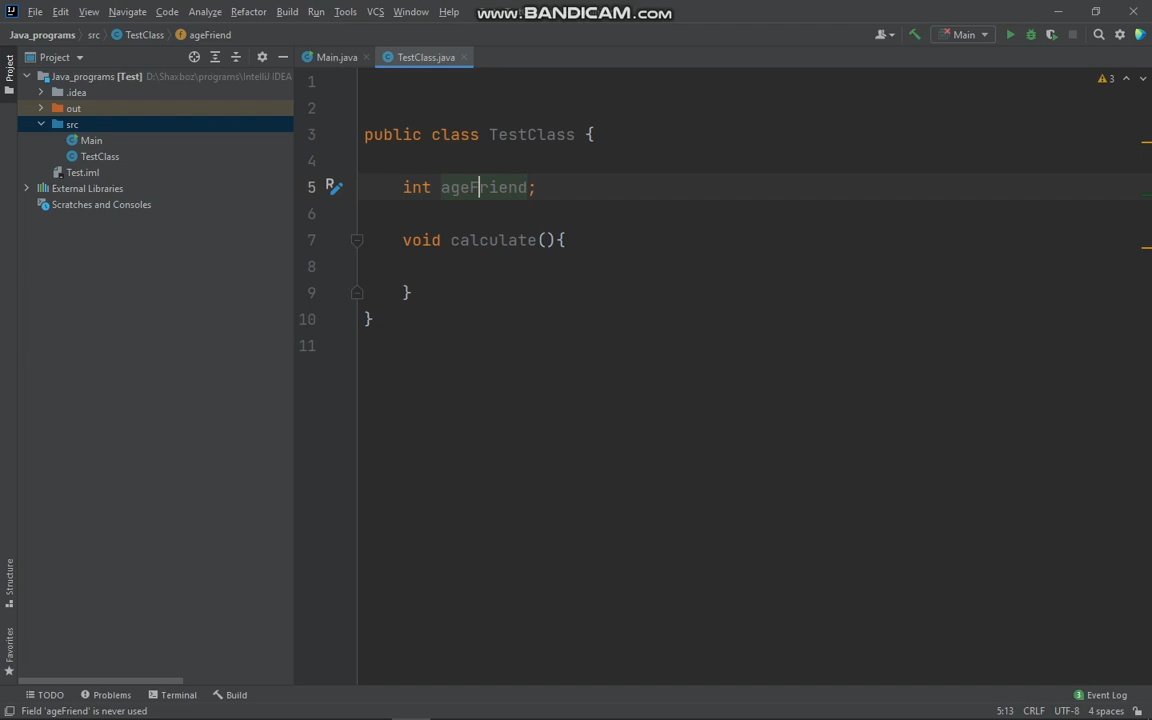 File Edit View Navigate Code Analyze Refactor Build Run Tools VCS Window Help www.BANDICAM.com
Java_programs src TestClass ageFriend Main
Project Main.java TestClass.java
Java_programs [Test] D:\Shaxboz\programs\IntelliJ IDEA
.idea
out
src
Main
TestClass
Test.iml
External Libraries
Scratches and Consoles
Project
Structure
Favorites
1 3
2
3 public class TestClass {
4
5 int ageFriend;
6
7 void calculate(){
8
9 }
10 }
11
TODO Problems Terminal Build 3 Event Log
Field 'ageFriend' is never used 5:13 CRLF UTF-8 4 spaces